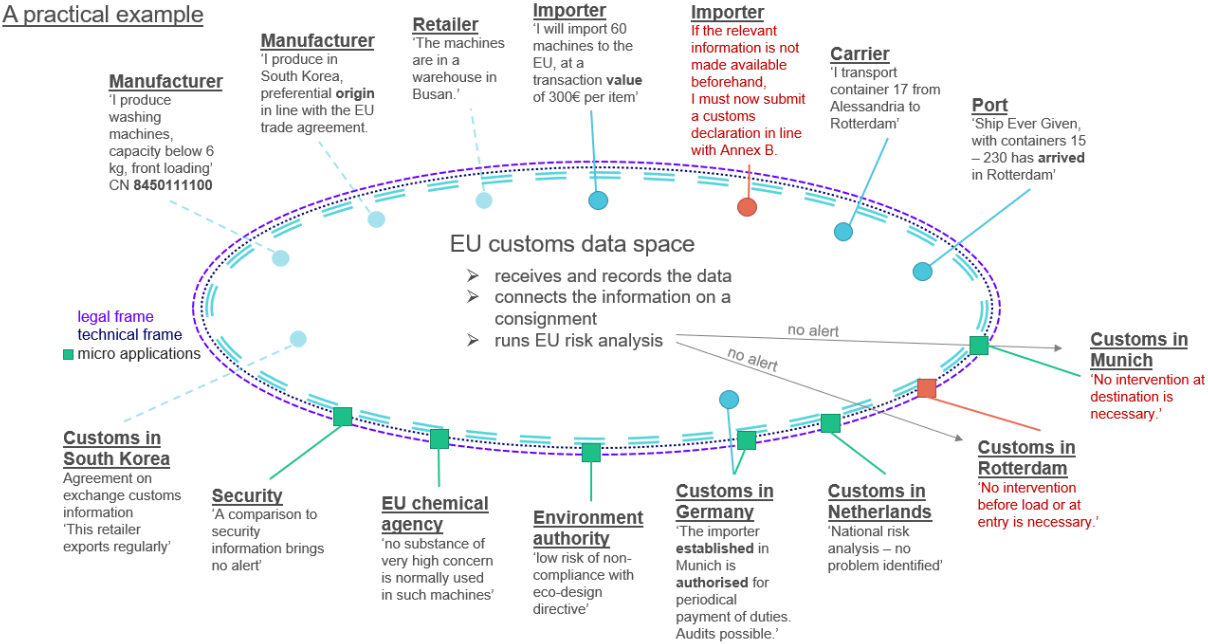 A practical example
Manufacturer
‘I produce
washing
machines,
capacity below 6
kg, front loading’
CN 8450111100
Manufacturer
‘I produce in
South Korea,
preferential origin
in line with the EU
trade agreement.
Retailer
‘The machines
are in a
warehouse in
Busan.’
Importer
‘I will import 60
machines to the
EU, at a
transaction value
of 300€ per item’
Importer
If the relevant
information is not
made available
beforehand,
I must now submit
a customs
declaration in line
with Annex B.
Carrier
‘I transport
container 17 from
Alessandria to
Rotterdam’
Port
‘Ship Ever Given,
with containers 15
– 230 has arrived
in Rotterdam’
EU customs data space
➢ receives and records the data
➢ connects the information on a
consignment
➢ runs EU risk analysis
no alert
no alert
legal frame
technical frame
micro applications
Customs in
South Korea
Agreement on
exchange customs
information
‘This retailer
exports regularly’
Security
‘A comparison to
security
information brings
no alert’
EU chemical
agency
‘no substance of
very high concern
is normally used
in such machines’
Environment
authority
‘low risk of non-
compliance with
eco-design
directive’
Customs in
Germany
‘The importer
established in
Munich is
authorised for
periodical
payment of duties.
Audits possible.’
Customs in
Netherlands
‘National risk
analysis – no
problem identified’
Customs in
Rotterdam
‘No intervention
before load or at
entry is necessary.’
Customs in
Munich
‘No intervention at
destination is
necessary.’